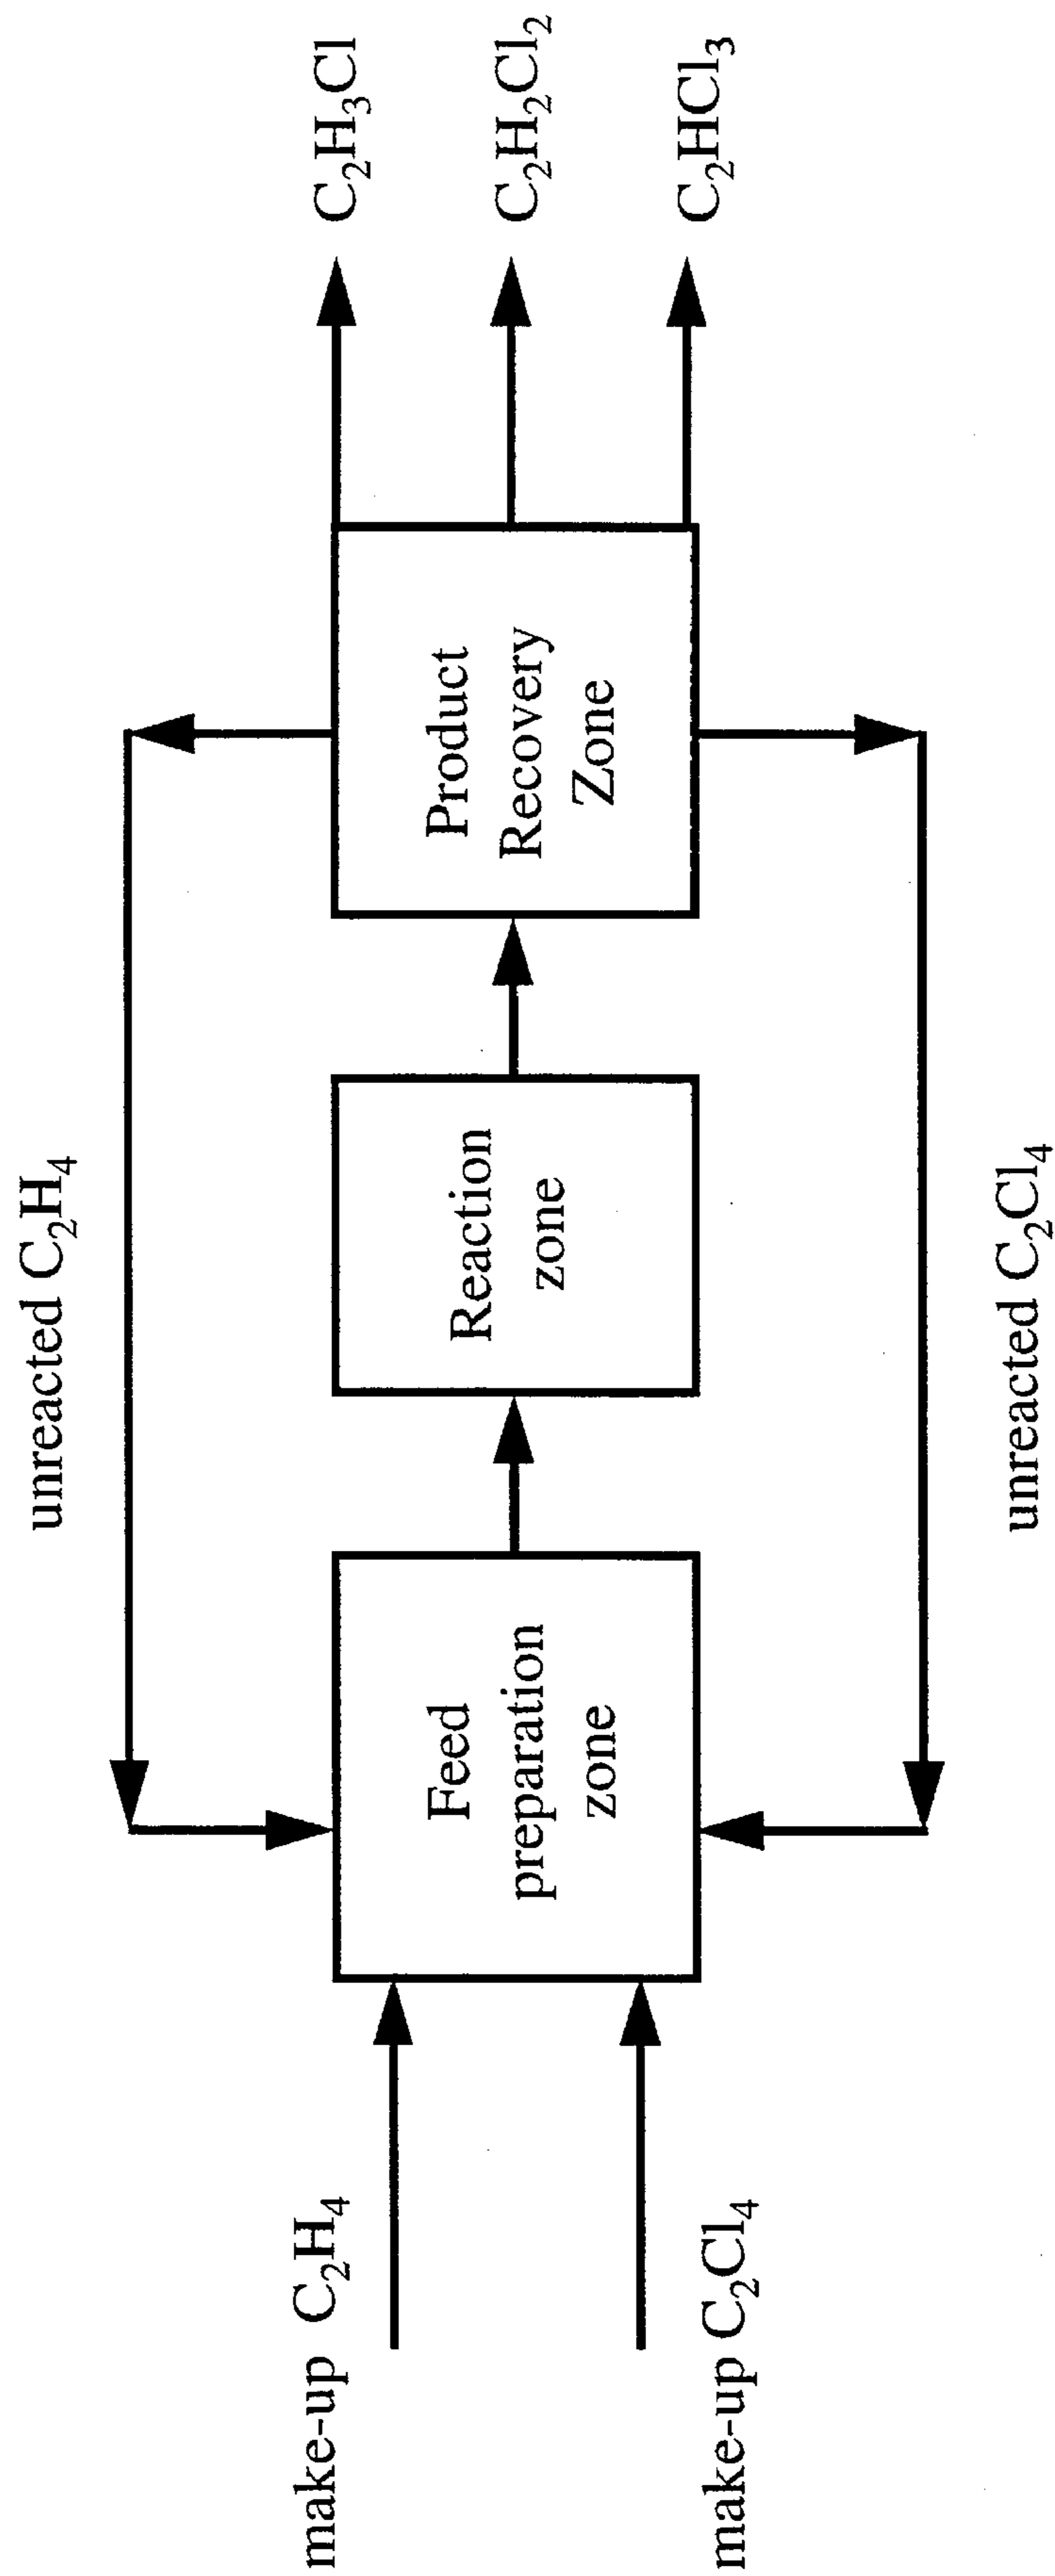 unreacted C₂H₄
make-up C₂H₄
make-up C₂Cl₄
Feed
preparation
zone
Reaction
zone
Product
Recovery
Zone
C₂H₃Cl
C₂H₂Cl₂
C₂HCl₃
unreacted C₂Cl₄